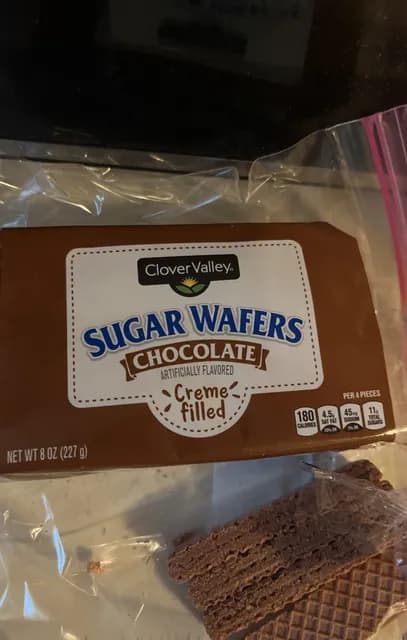 Clover Valley®
SUGAR WAFERS
CHOCOLATE
ARTIFICIALLY FLAVORED
Creme
filled
PER 4 PIECES
180
CALORIES
4.5g
SAT FAT
45mg
SODIUM
11g
TOTAL
SUGARS
NET WT 8 OZ (227 g)